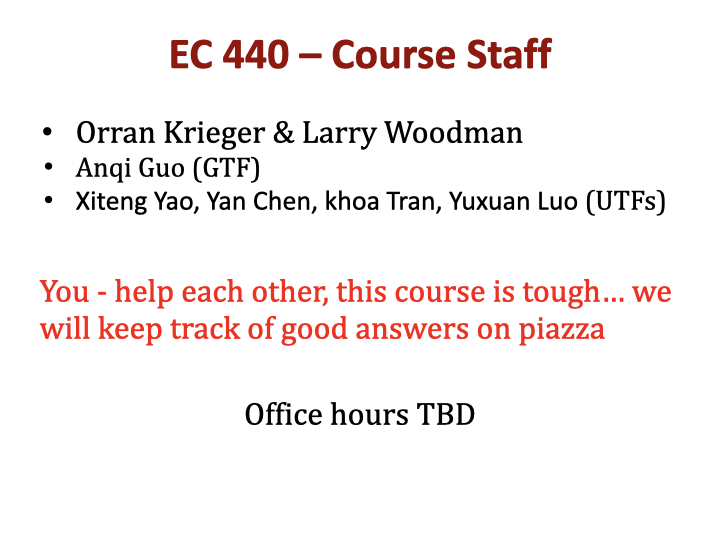 EC 440 – Course Staff
• Orran Krieger & Larry Woodman
• Anqi Guo (GTF)
• Xiteng Yao, Yan Chen, khoa Tran, Yuxuan Luo (UTFs)
You - help each other, this course is tough… we
will keep track of good answers on piazza
Office hours TBD